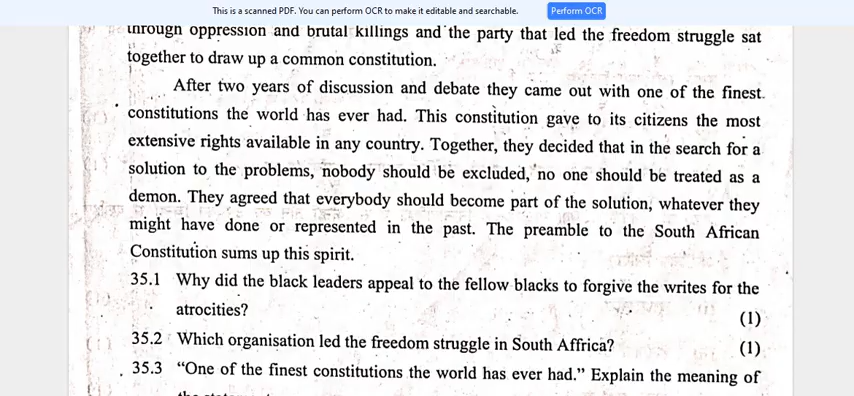 This is a scanned PDF. You can perform OCR to make it editable and searchable. Perform OCR
through oppression and brutal killings and the party that led the freedom struggle sat
together to draw up a common constitution.
After two years of discussion and debate they came out with one of the finest
constitutions the world has ever had. This constitution gave to its citizens the most
extensive rights available in any country. Together, they decided that in the search for a
solution to the problems, nobody should be excluded, no one should be treated as a
demon. They agreed that everybody should become part of the solution, whatever they
might have done or represented in the past. The preamble to the South African
Constitution sums up this spirit.
35.1 Why did the black leaders appeal to the fellow blacks to forgive the writes for the
atrocities? (1)
35.2 Which organisation led the freedom struggle in South Affrica? (1)
35.3 “One of the finest constitutions the world has ever had.” Explain the meaning of